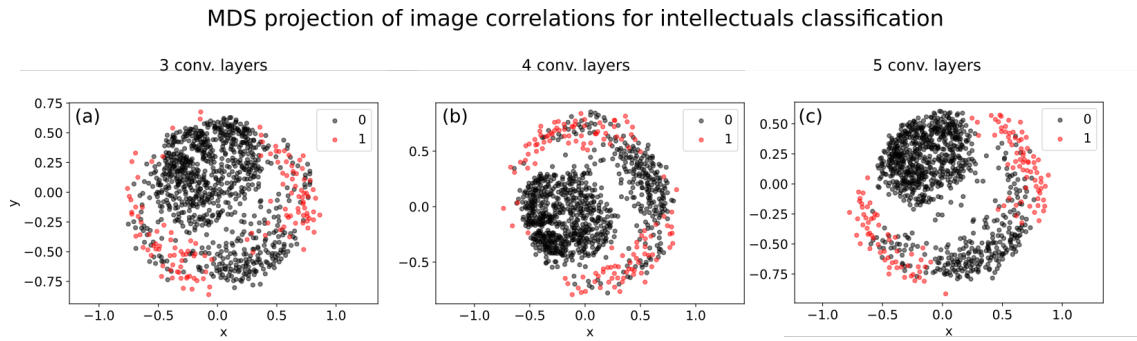 MDS projection of image correlations for intellectuals classification
3 conv. layers
4 conv. layers
5 conv. layers
(a)
0
1
0.75
0.50
0.25
0.00
−0.25
−0.50
−0.75
y
−1.0 −0.5 0.0 0.5 1.0
x
(b)
0
1
0.5
0.0
−0.5
−1.0 −0.5 0.0 0.5 1.0
x
(c)
0
1
0.50
0.25
0.00
−0.25
−0.50
−0.75
−1.0 −0.5 0.0 0.5 1.0
x